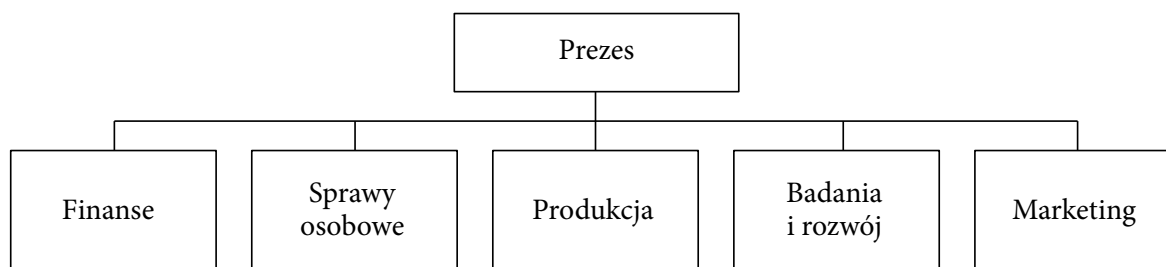 Prezes
Finanse
Sprawy
osobowe
Produkcja
Badania
i rozwój
Marketing